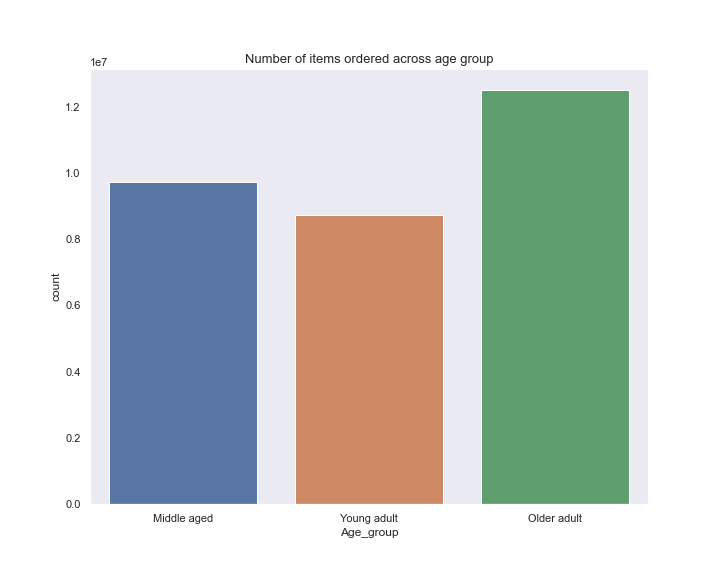 Number of items ordered across age group
1e7
1.2
1.0
0.8
0.6
0.4
0.2
0.0
count
Middle aged
Young adult
Older adult
Age_group